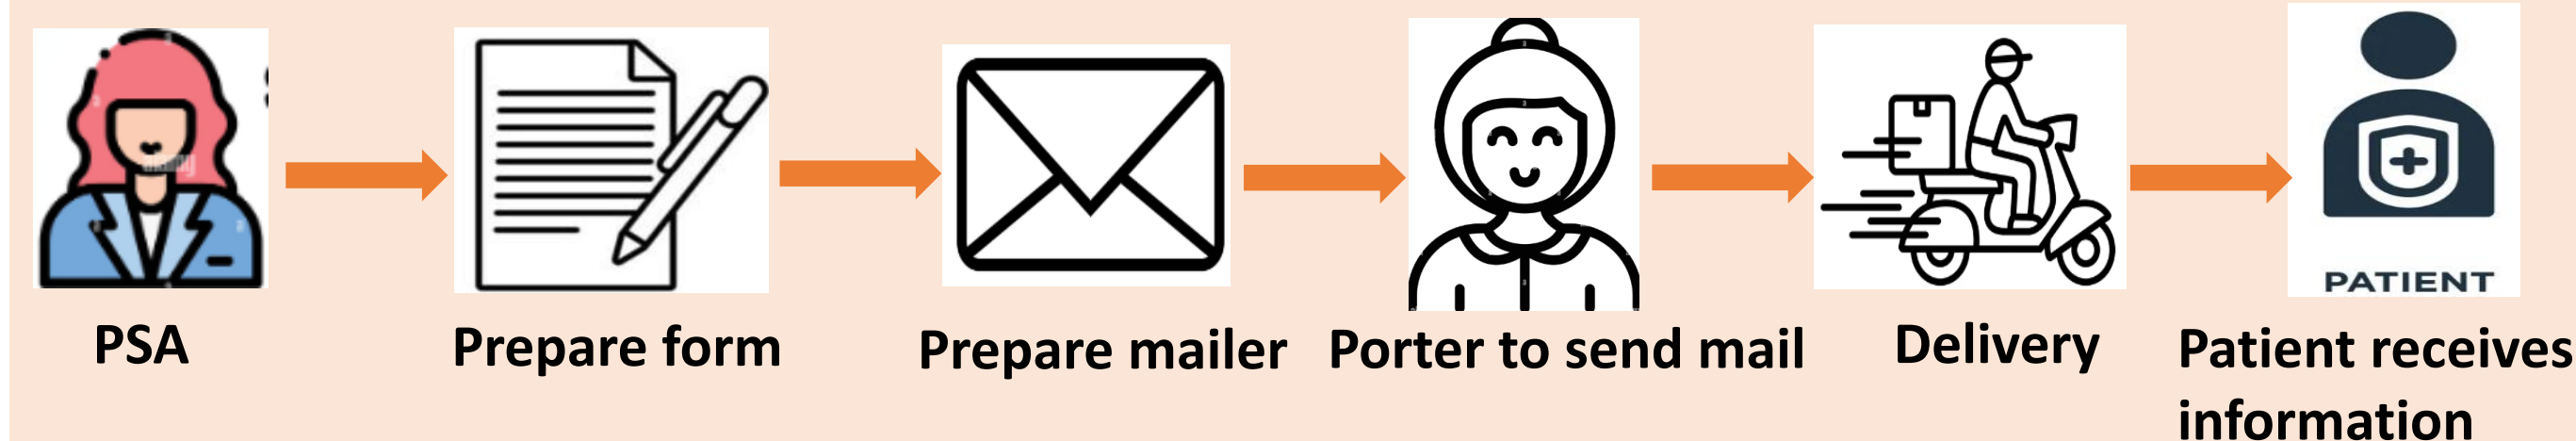 PATIENT
PSA
Prepare form
Prepare mailer
Porter to send mail
Delivery
Patient receives
information